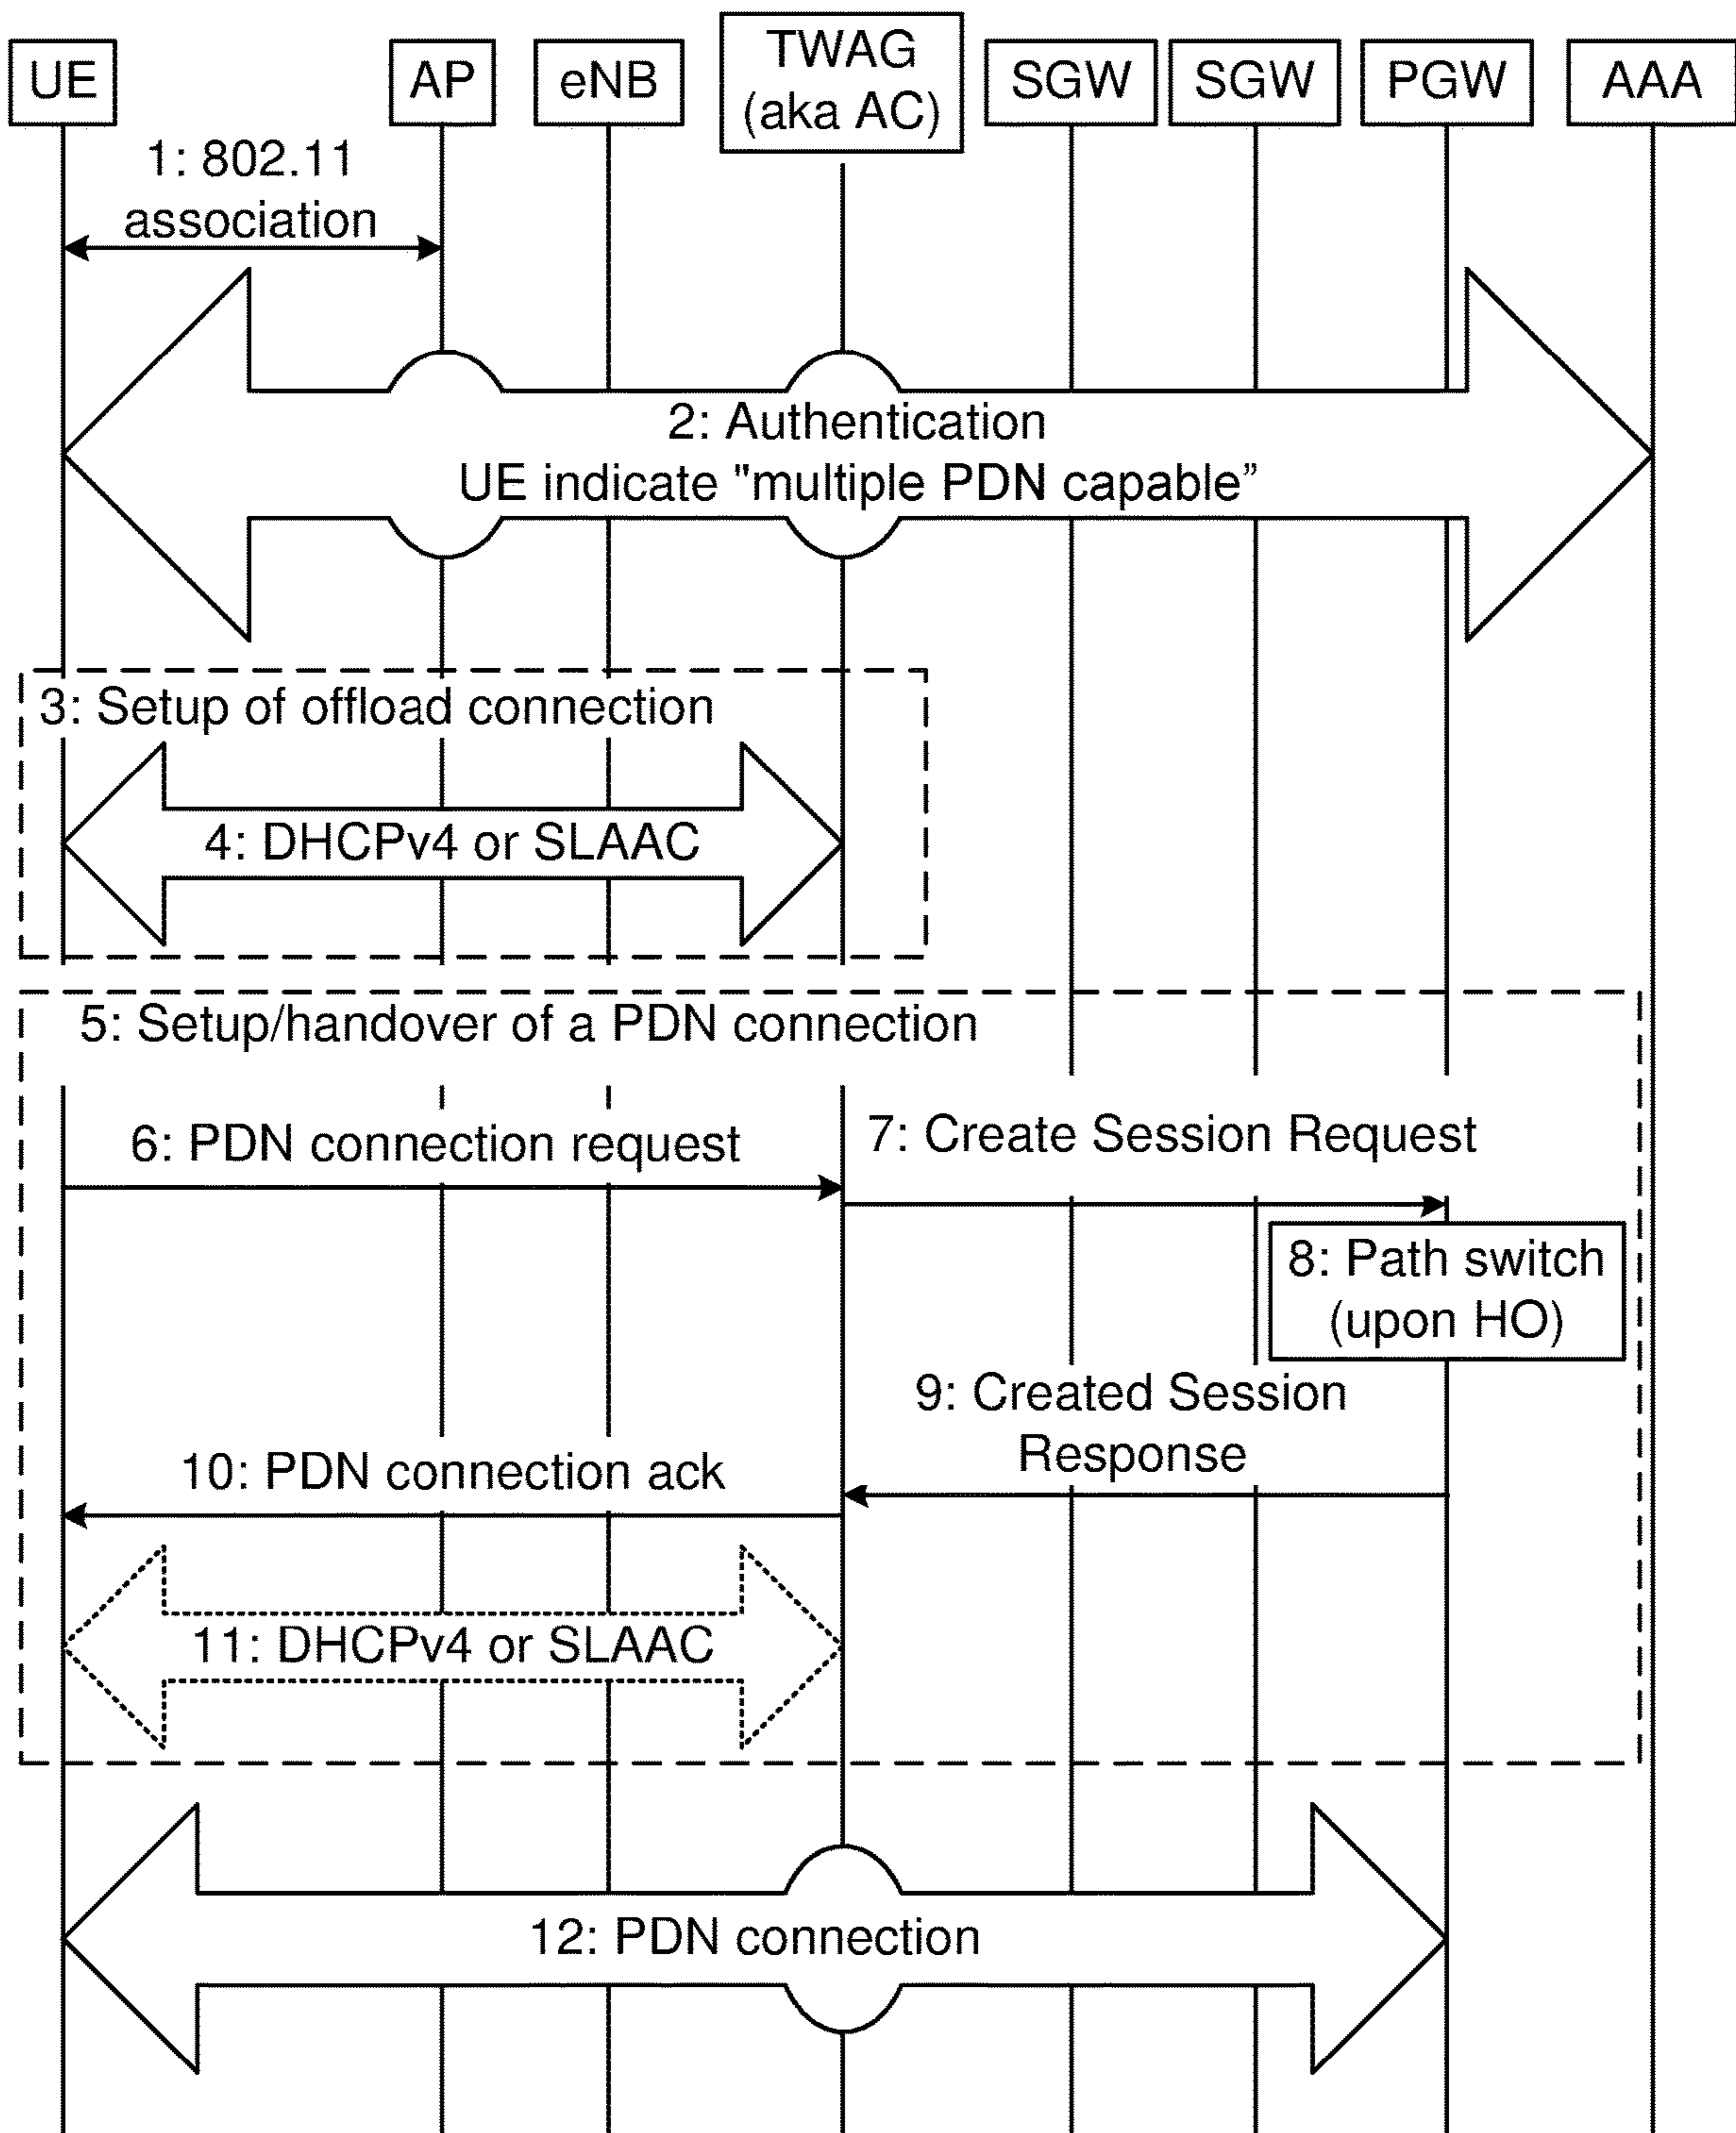 UE
AP
eNB
TWAG
(aka AC)
SGW
SGW
PGW
AAA
1: 802.11
association
2: Authentication
UE indicate "multiple PDN capable”
3: Setup of offload connection
4: DHCPv4 or SLAAC
5: Setup/handover of a PDN connection
6: PDN connection request
7: Create Session Request
8: Path switch
(upon HO)
9: Created Session
Response
10: PDN connection ack
11: DHCPv4 or SLAAC
12: PDN connection